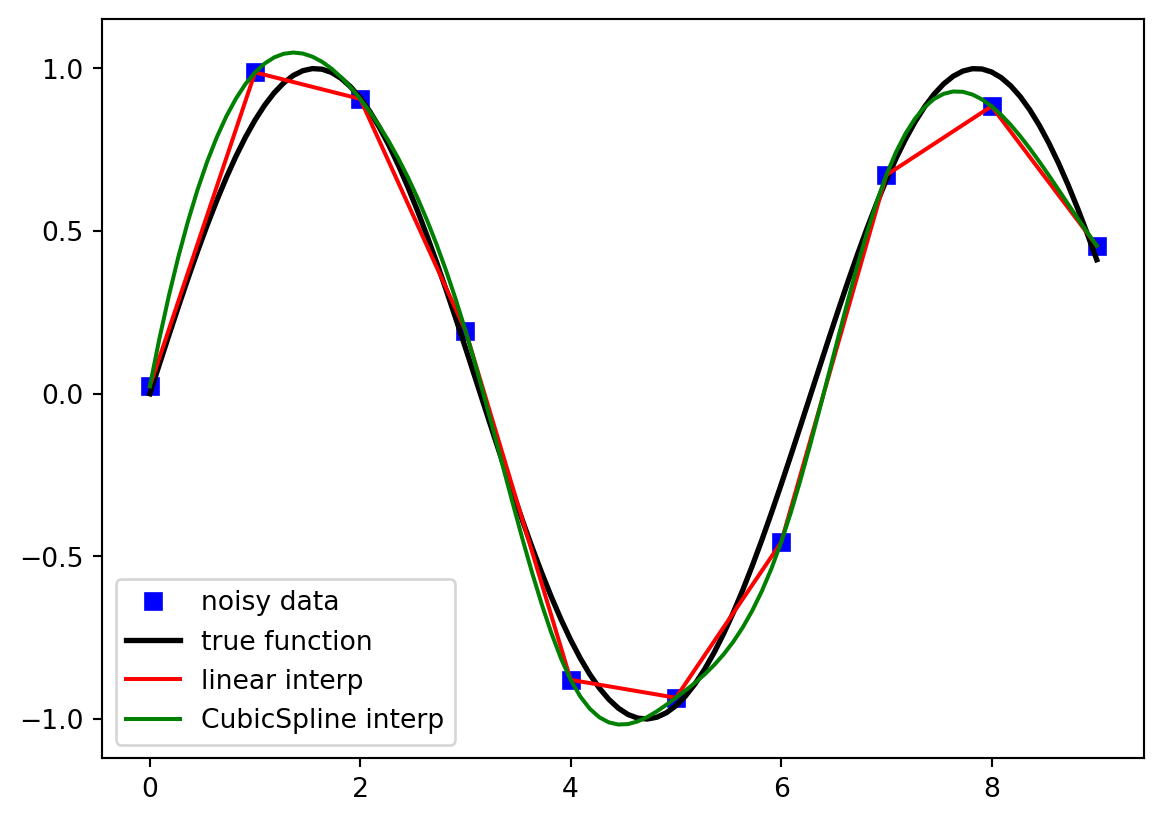 1.0
0.5
0.0
−0.5
−1.0
noisy data
true function
linear interp
CubicSpline interp
0 2 4 6 8